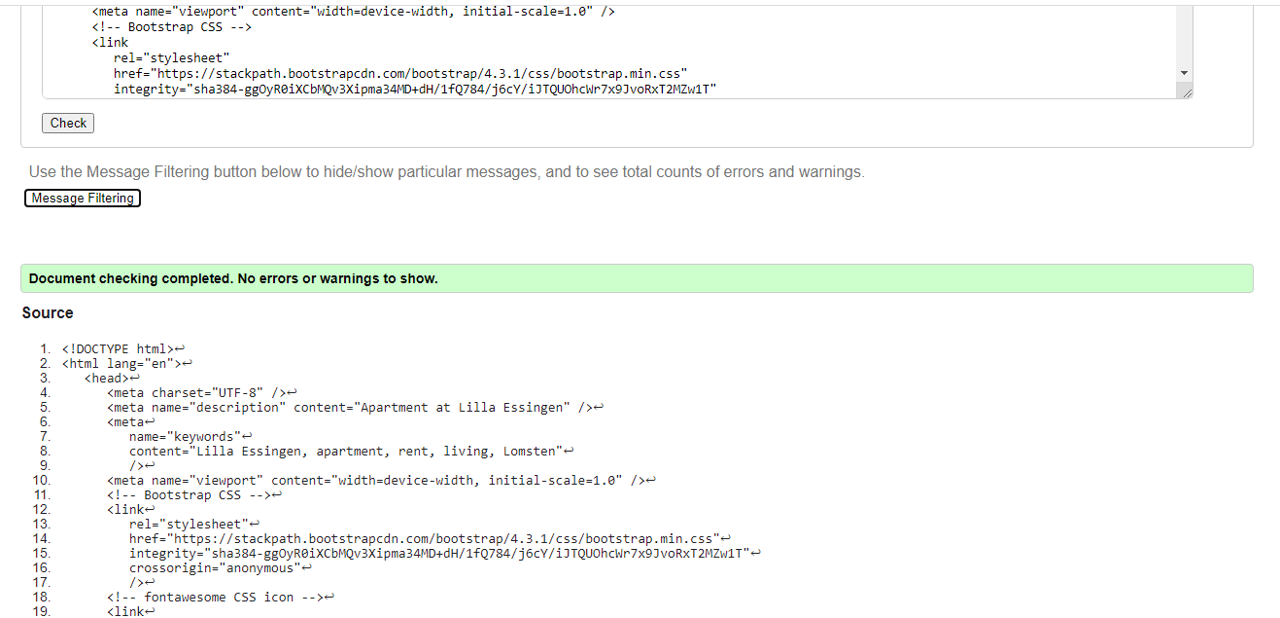 <meta name="viewport" content="width=device-width, initial-scale=1.0" />
<!-- Bootstrap CSS -->
<link
rel="stylesheet"
href="https://stackpath.bootstrapcdn.com/bootstrap/4.3.1/css/bootstrap.min.css"
integrity="sha384-ggOyR0iXCbMQv3Xipma34MD+dH/1fQ784/j6cY/iJTQUOhcWr7x9JvoRxT2MZw1T"
Check
Use the Message Filtering button below to hide/show particular messages, and to see total counts of errors and warnings.
Message Filtering
Document checking completed. No errors or warnings to show.
Source
1. <!DOCTYPE html>↩
2. <html lang="en">↩
3. <head>↩
4. <meta charset="UTF-8" />↩
5. <meta name="description" content="Apartment at Lilla Essingen" />↩
6. <meta↩
7. name="keywords"↩
8. content="Lilla Essingen, apartment, rent, living, Lomsten"↩
9. />↩
10. <meta name="viewport" content="width=device-width, initial-scale=1.0" />↩
11. <!-- Bootstrap CSS -->↩
12. <link↩
13. rel="stylesheet"↩
14. href="https://stackpath.bootstrapcdn.com/bootstrap/4.3.1/css/bootstrap.min.css"↩
15. integrity="sha384-ggOyR0iXCbMQv3Xipma34MD+dH/1fQ784/j6cY/iJTQUOhcWr7x9JvoRxT2MZw1T"↩
16. crossorigin="anonymous"↩
17. />↩
18. <!-- fontawesome CSS icon -->↩
19. <link↩